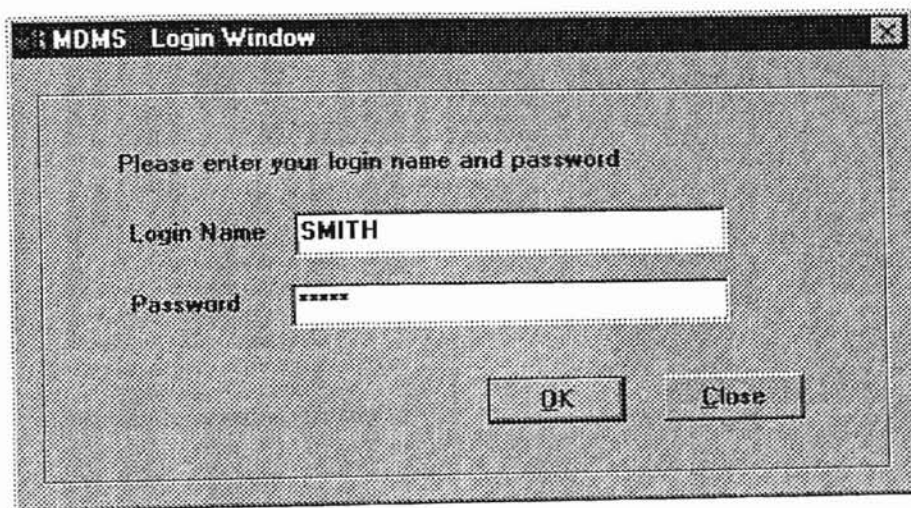 MDMS Login Window
Please enter your login name and password
Login Name SMITH
Password *****
OK Close